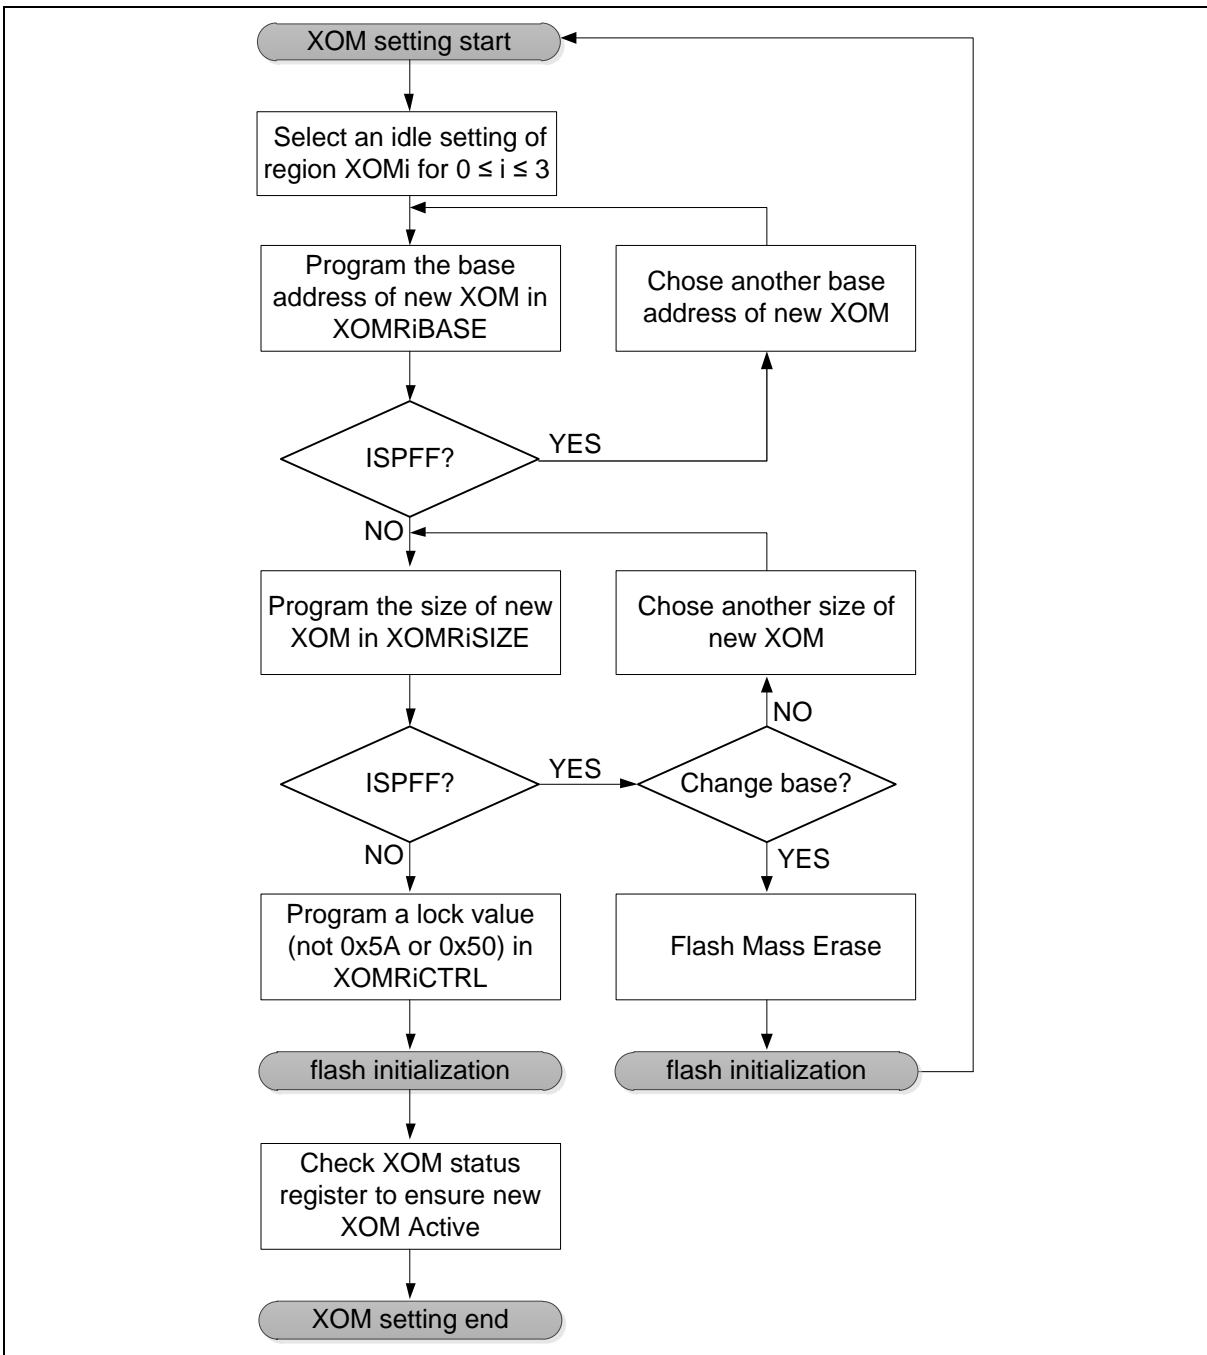 XOM setting start
Select an idle setting of
region XOMi for 0 ≤ i ≤ 3
Program the base
address of new XOM in
XOMRiBASE
Chose another base
address of new XOM
ISPFF?
YES
NO
Program the size of new
XOM in XOMRiSIZE
Chose another size of
new XOM
NO
ISPFF?
YES
Change base?
NO
YES
Program a lock value
(not 0x5A or 0x50) in
XOMRiCTRL
Flash Mass Erase
flash initialization
flash initialization
Check XOM status
register to ensure new
XOM Active
XOM setting end